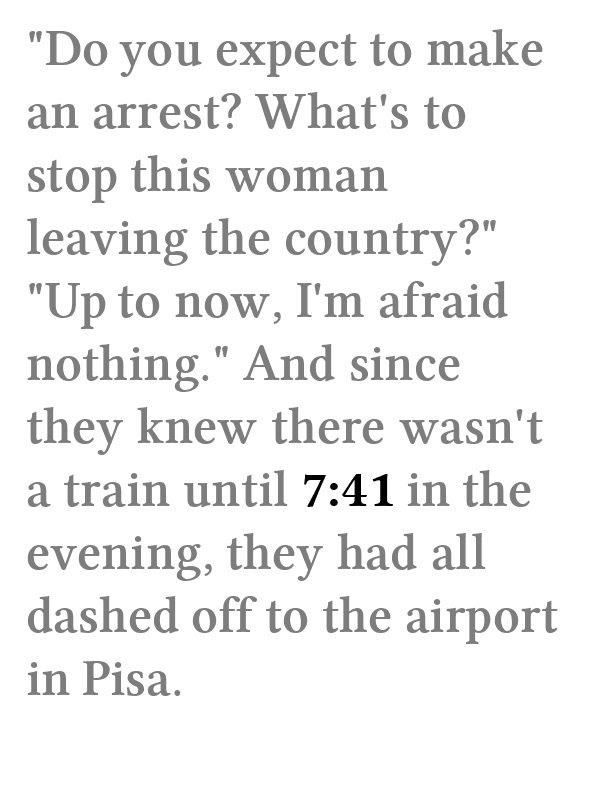 "Do you expect to make
an arrest? What's to
stop this woman
leaving the country?"
"Up to now, I'm afraid
nothing." And since
they knew there wasn't
a train until 7:41 in the
evening, they had all
dashed off to the airport
in Pisa.